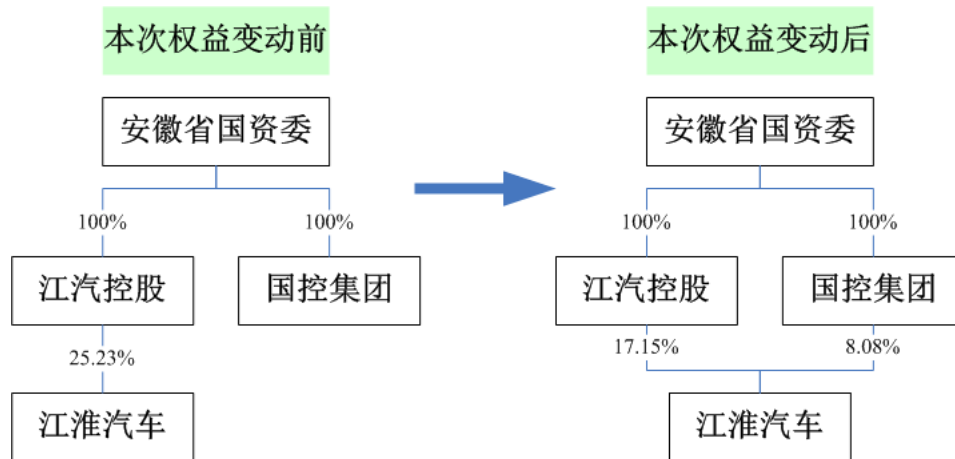 本次权益变动前
安徽省国资委
100%
100%
江汽控股
国控集团
25.23%
江淮汽车
本次权益变动后
安徽省国资委
100%
100%
江汽控股
国控集团
17.15%
8.08%
江淮汽车